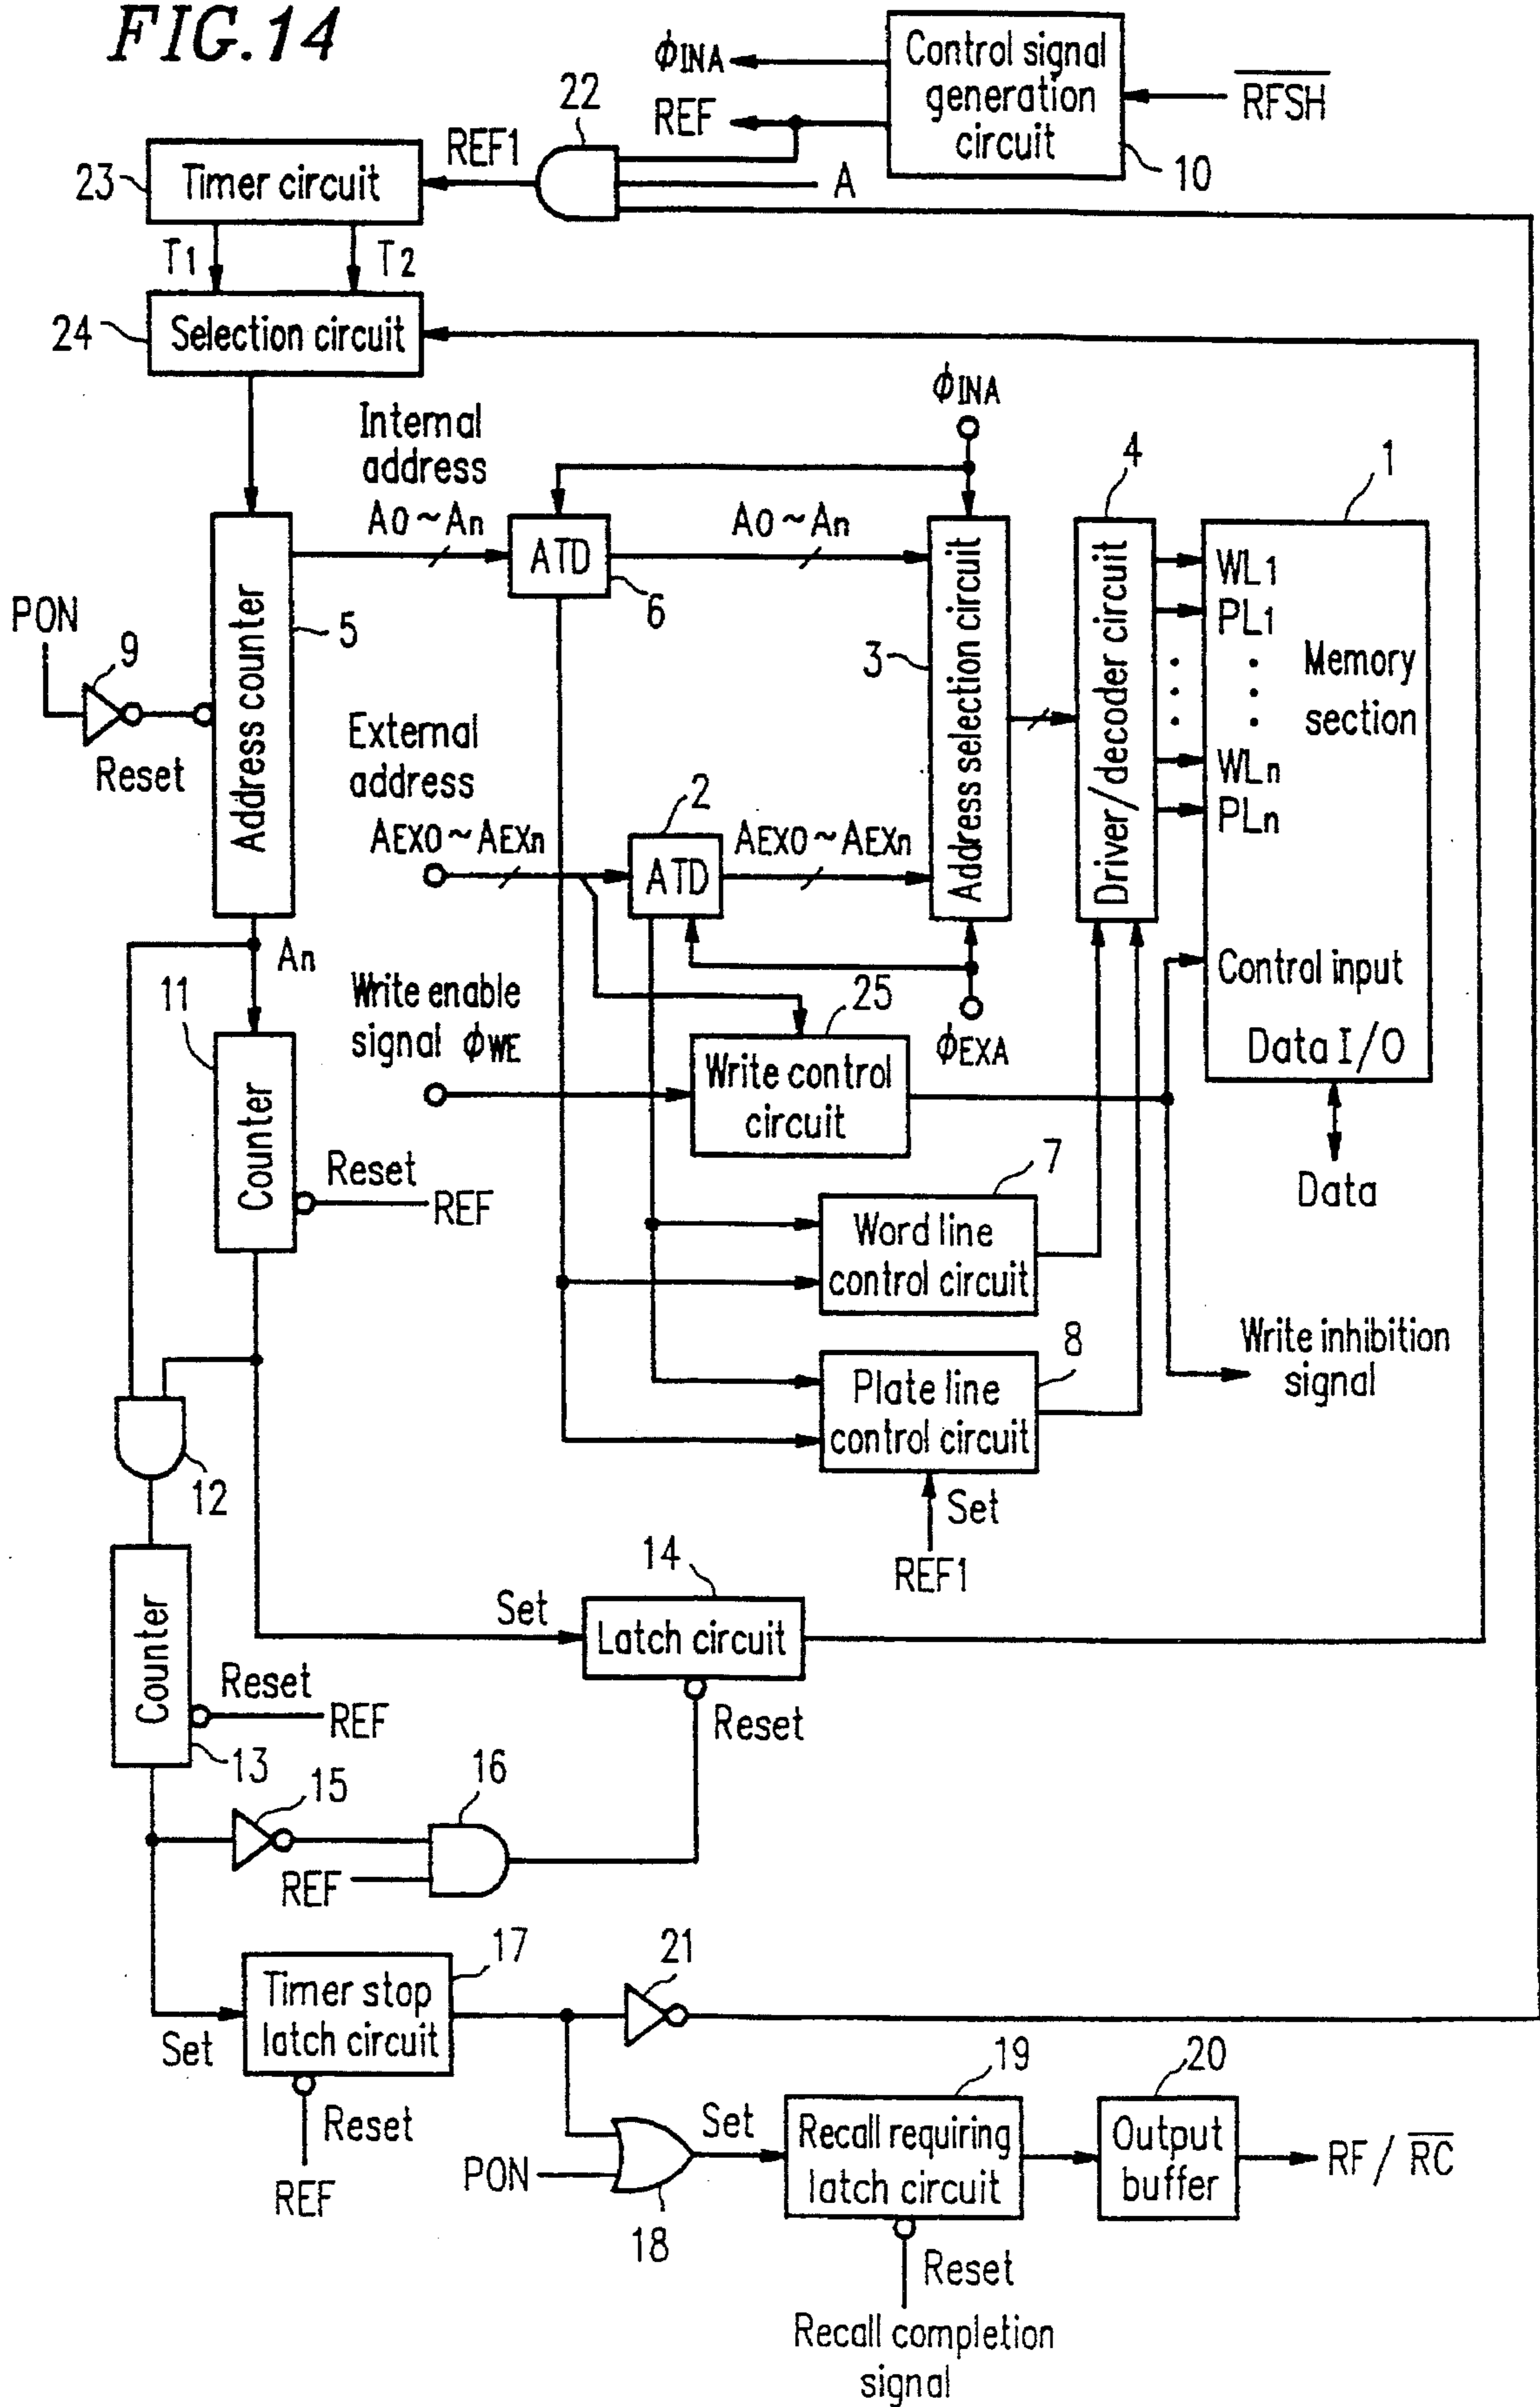 FIG.14
Control signal
generation
circuit
10
RFSH
ϕINA
REF
22
REF1
A
23
Timer circuit
T1
T2
24
Selection circuit
Internal
address
A0~An
ATD
6
A0~An
ϕINA
4
1
5
Address counter
PON
9
Reset
3
Address selection circuit
Driver/decoder circuit
WL1
PL1
Memory
section
WLn
PLn
Control input
Data I/O
Data
External
address
AEX0~AEXn
2
ATD
AEX0~AEXn
ϕEXA
An
11
Counter
Reset
REF
Write enable
signal ϕWE
25
Write control
circuit
7
Word line
control circuit
8
Plate line
control circuit
Set
REF1
Write inhibition
signal
12
Counter
13
Reset
REF
Set
14
Latch circuit
Reset
15
16
REF
17
Timer stop
latch circuit
Set
Reset
REF
21
PON
18
Set
19
Recall requiring
latch circuit
Reset
Recall completion
signal
20
Output
buffer
RF / RC